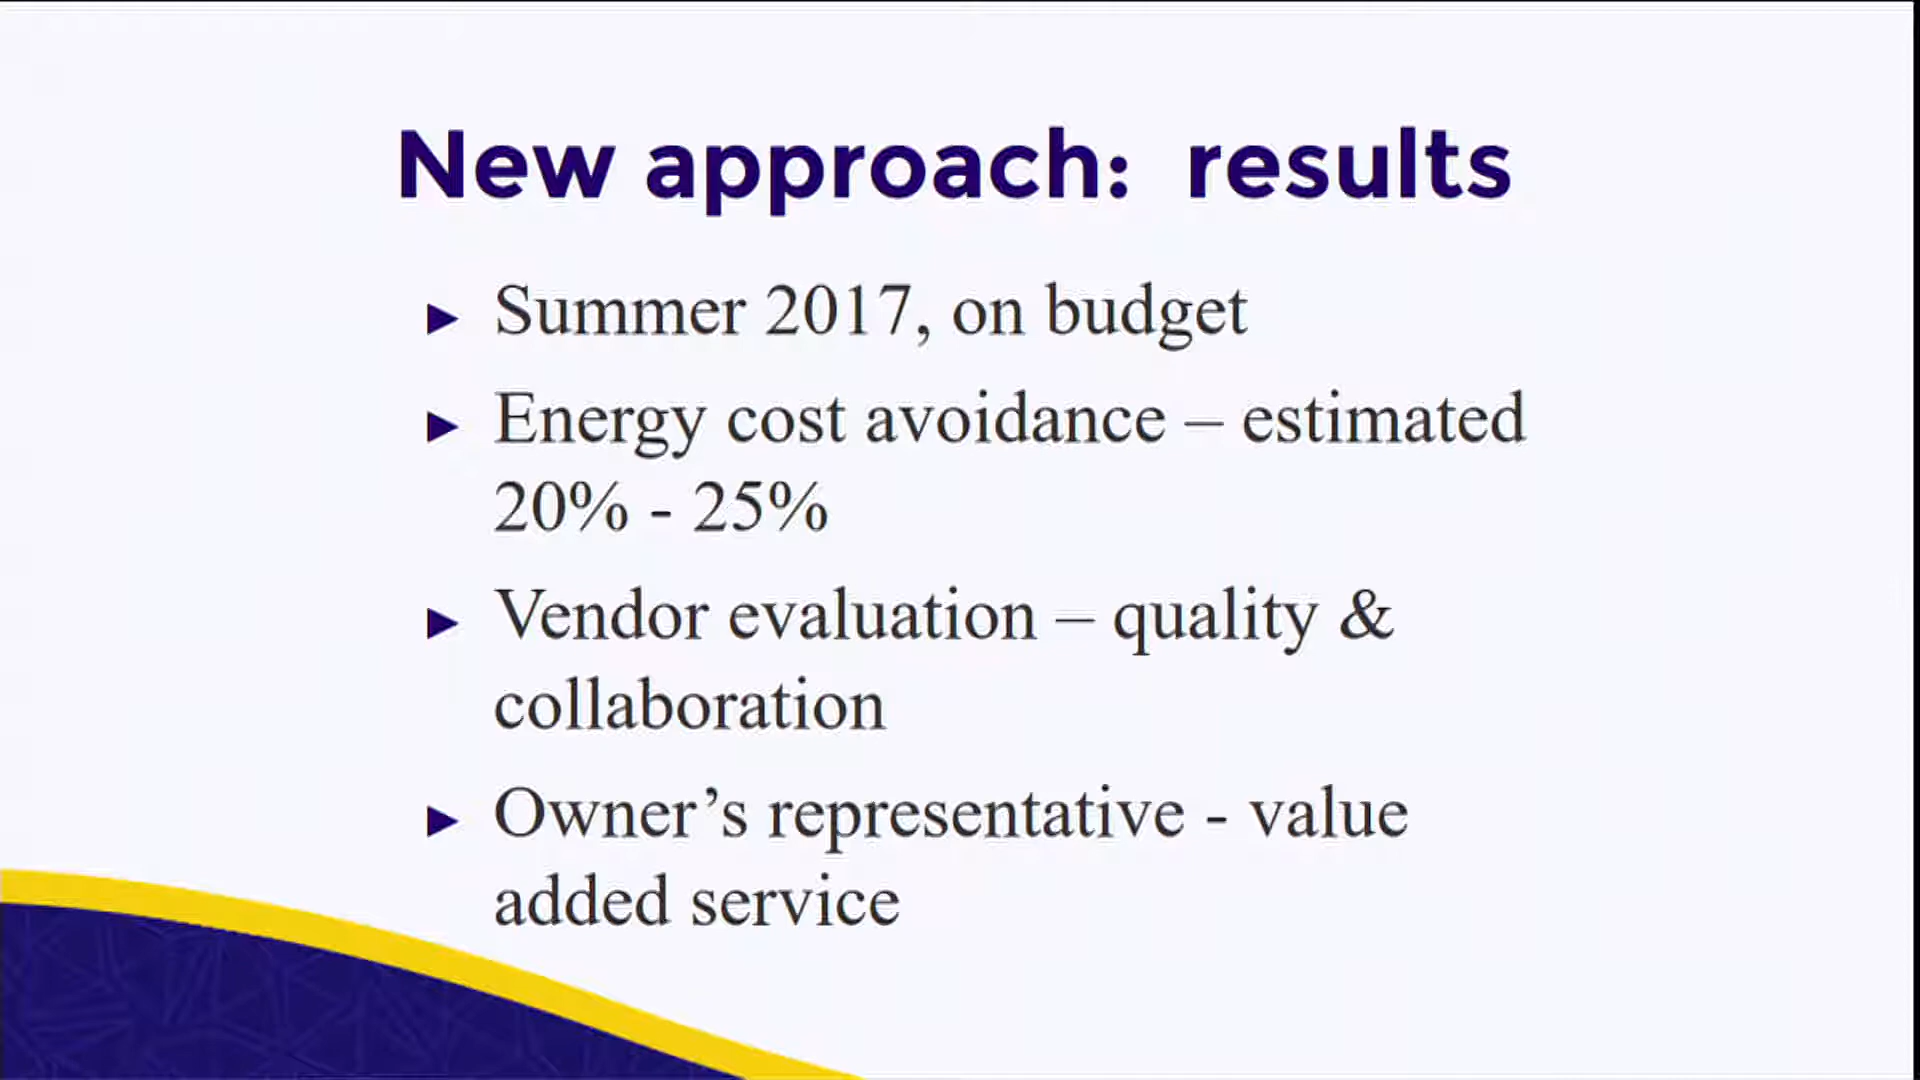 New approach:  results
► Summer 2017, on budget
► Energy cost avoidance – estimated
20% - 25%
► Vendor evaluation – quality &
collaboration
► Owner’s representative - value
added service